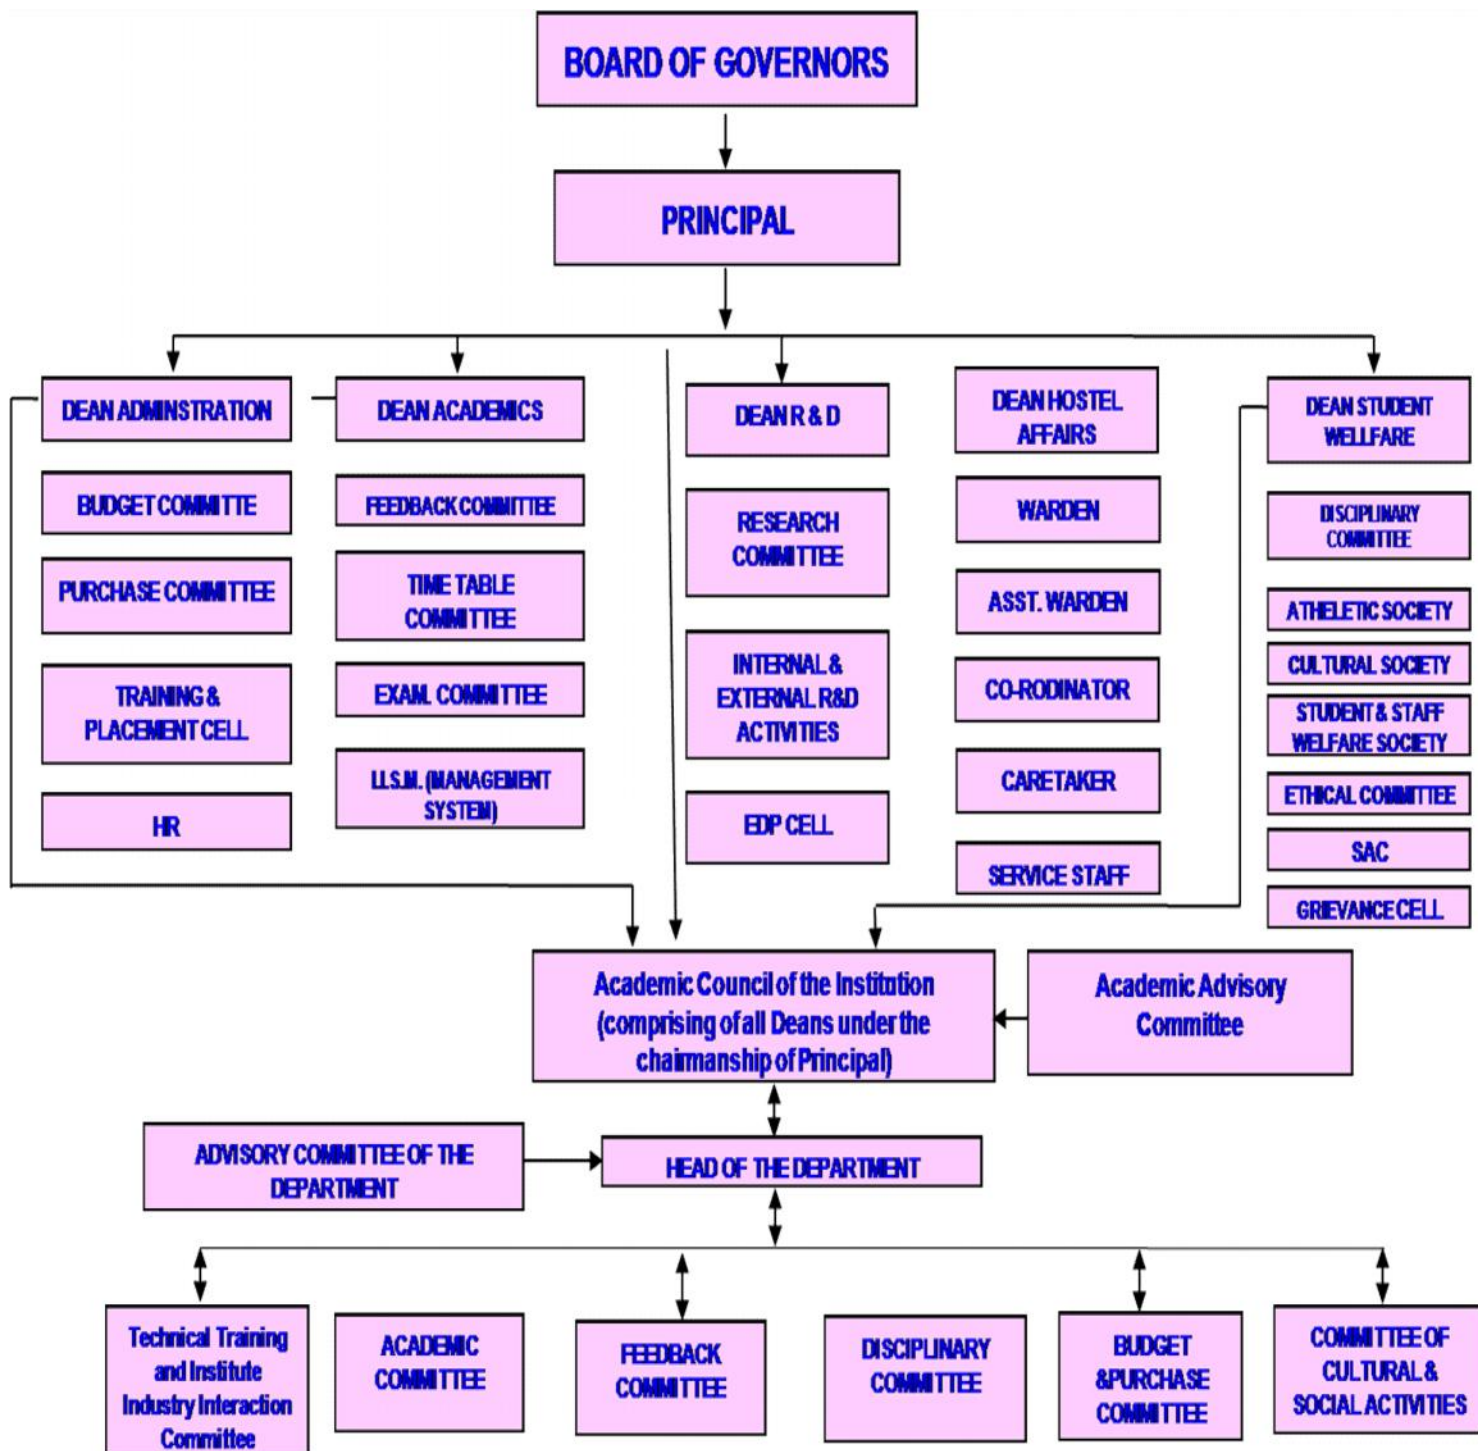 BOARD OF GOVERNORS
PRINCIPAL
DEAN ADMINSTRATION
BUDGET COMMITTE
PURCHASE COMMITTEE
TRAINING &
PLACEMENT CELL
HR
DEAN ACADEMICS
FEEDBACK COMMITTEE
TIME TABLE
COMMITTEE
EXAM. COMMITTEE
I.I.S.M. (MANAGEMENT
SYSTEM)
DEAN R & D
RESEARCH
COMMITTEE
INTERNAL &
EXTERNAL R&D
ACTIVITIES
EDP CELL
DEAN HOSTEL
AFFAIRS
WARDEN
ASST. WARDEN
CO-RODINATOR
CARETAKER
SERVICE STAFF
DEAN STUDENT
WELLFARE
DISCIPLINARY
COMMITTEE
ATHELETIC SOCIETY
CULTURAL SOCIETY
STUDENT & STAFF
WELFARE SOCIETY
ETHICAL COMMITTEE
SAC
GRIEVANCE CELL
Academic Council of the Institution
(comprising of all Deans under the
chairmanship of Principal)
Academic Advisory
Committee
ADVISORY COMMITTEE OF THE
DEPARTMENT
HEAD OF THE DEPARTMENT
Technical Training
and Institute
Industry Interaction
Committee
ACADEMIC
COMMITTEE
FEEDBACK
COMMITTEE
DISCIPLINARY
COMMITTEE
BUDGET
&PURCHASE
COMMITTEE
COMMITTEE OF
CULTURAL &
SOCIAL ACTIVITIES